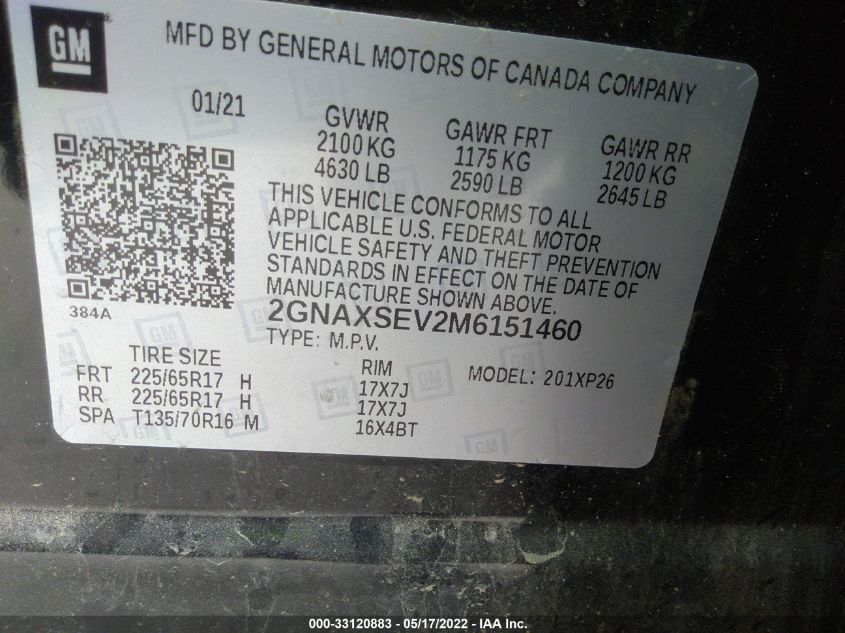 GM
MFD BY GENERAL MOTORS OF CANADA COMPANY
01/21
GVWR
2100 KG
4630 LB
GAWR FRT
1175 KG
2590 LB
GAWR RR
1200 KG
2645 LB
THIS VEHICLE CONFORMS TO ALL
APPLICABLE U.S. FEDERAL MOTOR
VEHICLE SAFETY AND THEFT PREVENTION
STANDARDS IN EFFECT ON THE DATE OF
MANUFACTURE SHOWN ABOVE.
384A
2GNAXSEV2M6151460
TYPE: M.P.V.
MODEL: 201XP26
TIRE SIZE RIM
FRT 225/65R17 H 17X7J
RR 225/65R17 H 17X7J
SPA T135/70R16 M 16X4BT
000-33120883 - 05/17/2022 - IAA Inc.